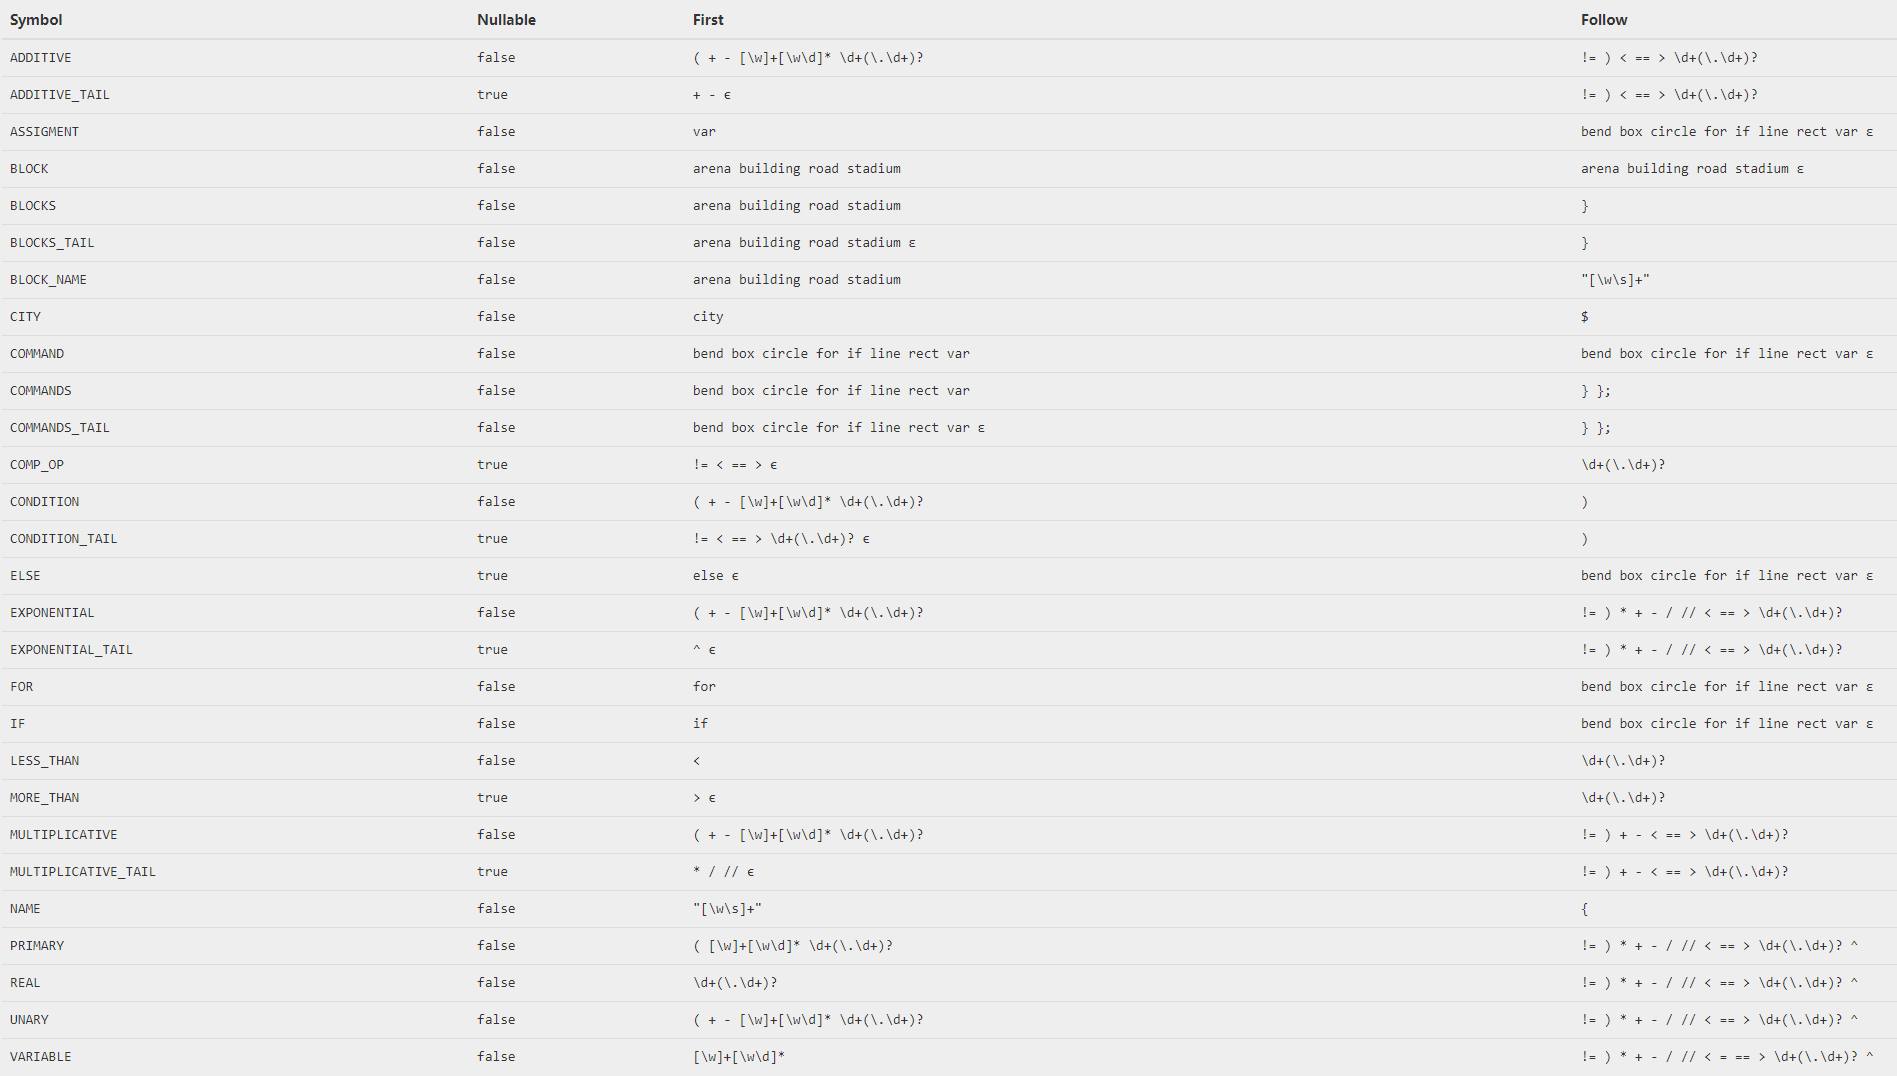 Symbol Nullable First Follow
ADDITIVE false ( + - [\w]+[\w\d]* \d+(\.\d+)? != ) < == > \d+(\.\d+)?
ADDITIVE_TAIL true + - ϵ != ) < == > \d+(\.\d+)?
ASSIGMENT false var bend box circle for if line rect var ε
BLOCK false arena building road stadium arena building road stadium ε
BLOCKS false arena building road stadium }
BLOCKS_TAIL false arena building road stadium ε }
BLOCK_NAME false arena building road stadium "[\w\s]+"
CITY false city $
COMMAND false bend box circle for if line rect var bend box circle for if line rect var ε
COMMANDS false bend box circle for if line rect var } };
COMMANDS_TAIL false bend box circle for if line rect var ε } };
COMP_OP true != < == > ϵ \d+(\.\d+)?
CONDITION false ( + - [\w]+[\w\d]* \d+(\.\d+)? )
CONDITION_TAIL true != < == > \d+(\.\d+)? ϵ )
ELSE true else ϵ bend box circle for if line rect var ε
EXPONENTIAL false ( + - [\w]+[\w\d]* \d+(\.\d+)? != ) * + - / // < == > \d+(\.\d+)?
EXPONENTIAL_TAIL true ^ ϵ != ) * + - / // < == > \d+(\.\d+)?
FOR false for bend box circle for if line rect var ε
IF false if bend box circle for if line rect var ε
LESS_THAN false < \d+(\.\d+)?
MORE_THAN true > ϵ \d+(\.\d+)?
MULTIPLICATIVE false ( + - [\w]+[\w\d]* \d+(\.\d+)? != ) + - < == > \d+(\.\d+)?
MULTIPLICATIVE_TAIL true * / // ϵ != ) + - < == > \d+(\.\d+)?
NAME false "[\w\s]+" {
PRIMARY false ( [\w]+[\w\d]* \d+(\.\d+)? != ) * + - / // < == > \d+(\.\d+)? ^
REAL false \d+(\.\d+)? != ) * + - / // < == > \d+(\.\d+)? ^
UNARY false ( + - [\w]+[\w\d]* \d+(\.\d+)? != ) * + - / // < == > \d+(\.\d+)? ^
VARIABLE false [\w]+[\w\d]* != ) * + - / // < = == > \d+(\.\d+)? ^